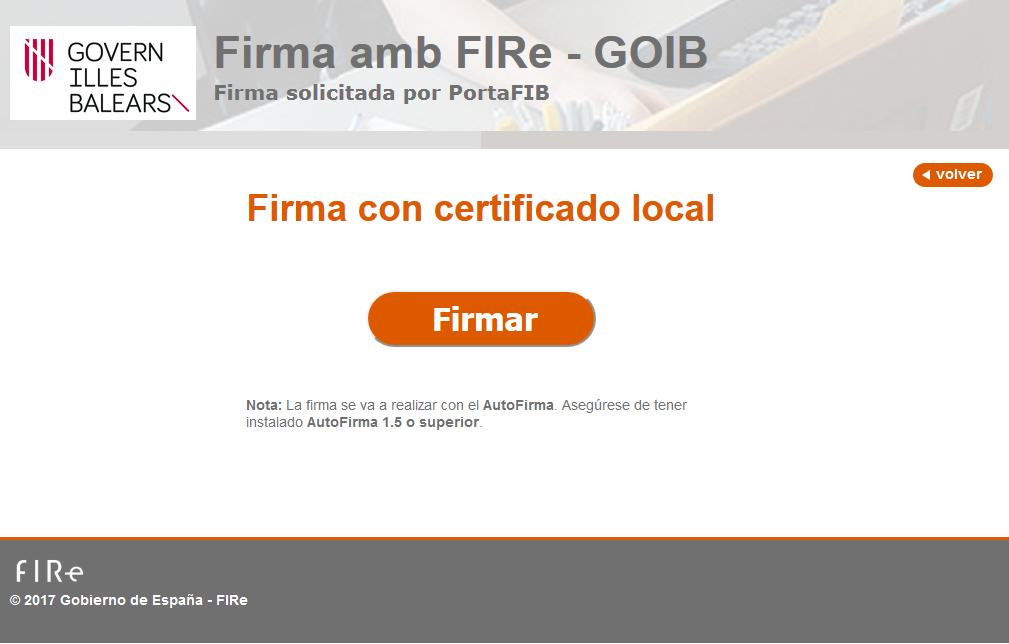 GOVERN
ILLES
BALEARS
Firma amb FIRe - GOIB
Firma solicitada por PortaFIB
volver
Firma con certificado local
Firmar
Nota: La firma se va a realizar con el AutoFirma. Asegúrese de tener
instalado AutoFirma 1.5 o superior.
FIRe
© 2017 Gobierno de España - FIRe